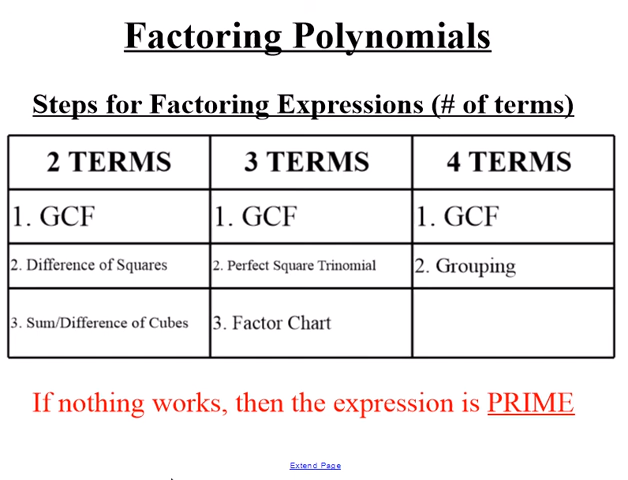 Factoring Polynomials
Steps for Factoring Expressions (# of terms)
2 TERMS 3 TERMS 4 TERMS
1. GCF 1. GCF 1. GCF
2. Difference of Squares 2. Perfect Square Trinomial 2. Grouping
3. Sum/Difference of Cubes 3. Factor Chart
If nothing works, then the expression is PRIME
Extend Page